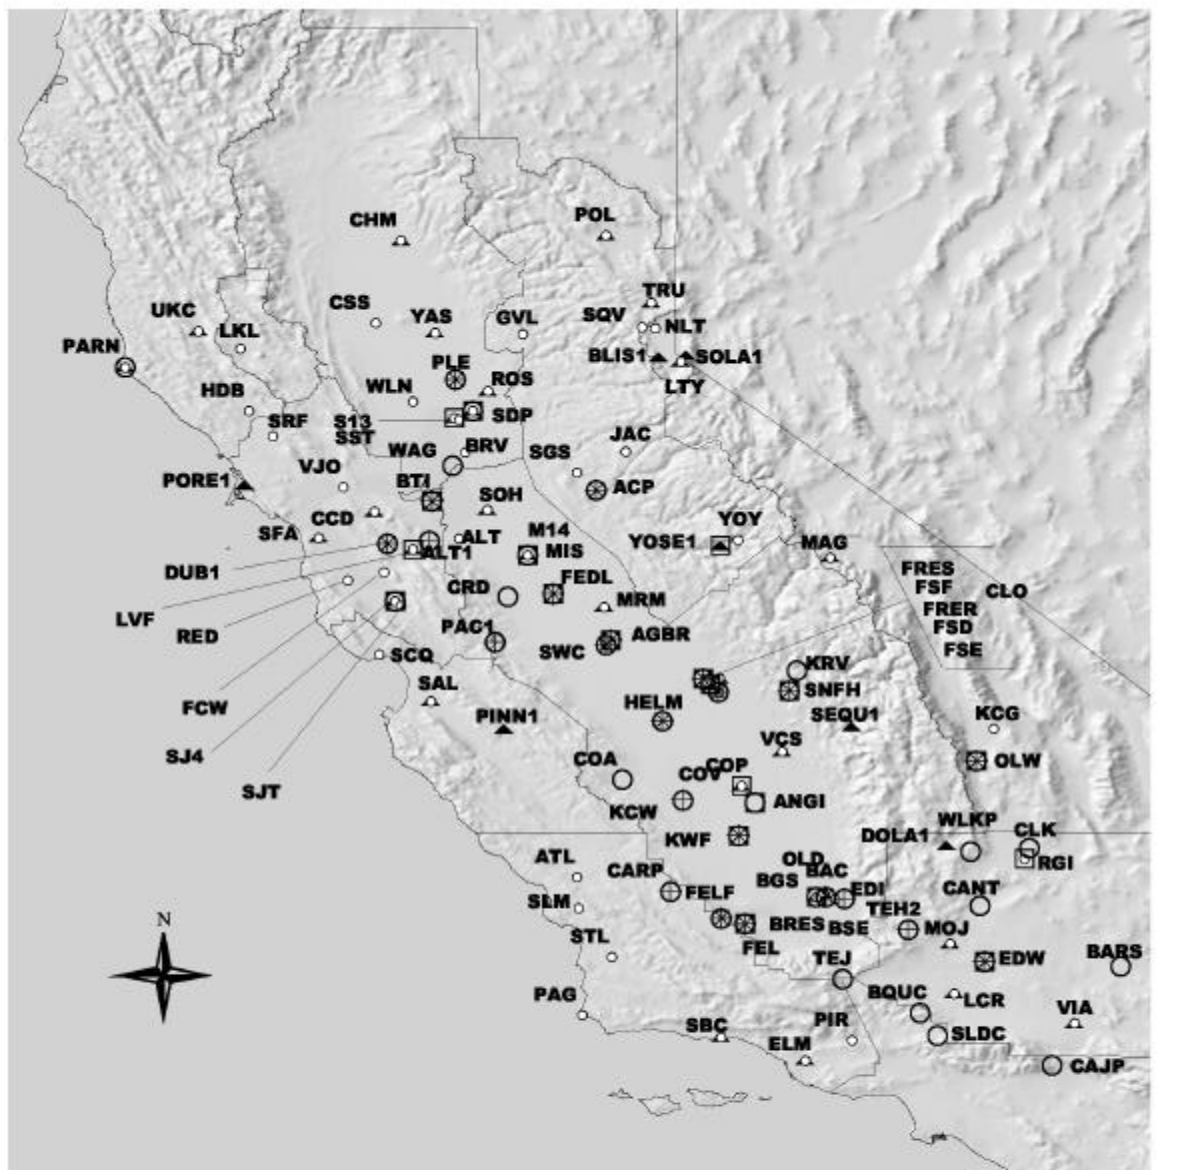 CHM
POL
TRU
UKC
LKL
CSS
YAS
GVL
SQV
NLT
PARN
BLIS1
SOLA1
PLE
ROS
LTY
HDB
WLN
SRF
S13
SDP
SST
WAG
BRV
JAC
SGS
PORE1
VJO
BTI
SOH
ACP
CCD
SFA
M14
YOY
ALT
YOSE1
MAG
ALT1
MIS
DUB1
FEDL
FRES
FSF
CLO
CRD
MRM
FRER
LVF
FSD
RED
PAC1
AGBR
SWC
FSE
SCQ
KRV
SAL
SNFH
FCW
HELM
PINN1
SEQU1
KCG
VCS
SJ4
COA
COP
COV
OLW
SJT
KCW
ANGI
WLKP
KWF
DOLA1
CLK
ATL
OLD
RGI
CARP
BAC
BGS
FELF
EDI
CANT
SLM
TEH2
BRES
BSE
MOJ
N
STL
FEL
TEJ
EDW
BARS
PAG
BQUC
LCR
SBC
PIR
VIA
SLDC
ELM
CAJP